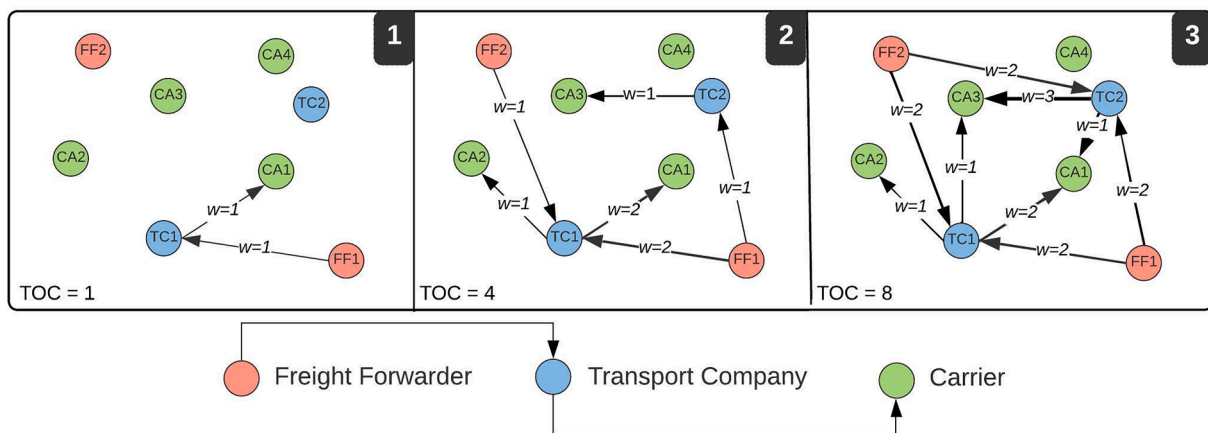 1
FF2
CA4
CA3
TC2
CA2
CA1
w=1
TC1
w=1
FF1
TOC = 1
2
FF2
CA4
w=1
CA3
w=1
TC2
CA2
CA1
w=1
w=1
w=2
TC1
w=2
FF1
TOC = 4
3
FF2
CA4
w=2
CA3
w=3
TC2
w=2
w=1
CA2
w=1
CA1
w=1
w=2
w=2
TC1
w=2
FF1
TOC = 8
Freight Forwarder
Transport Company
Carrier